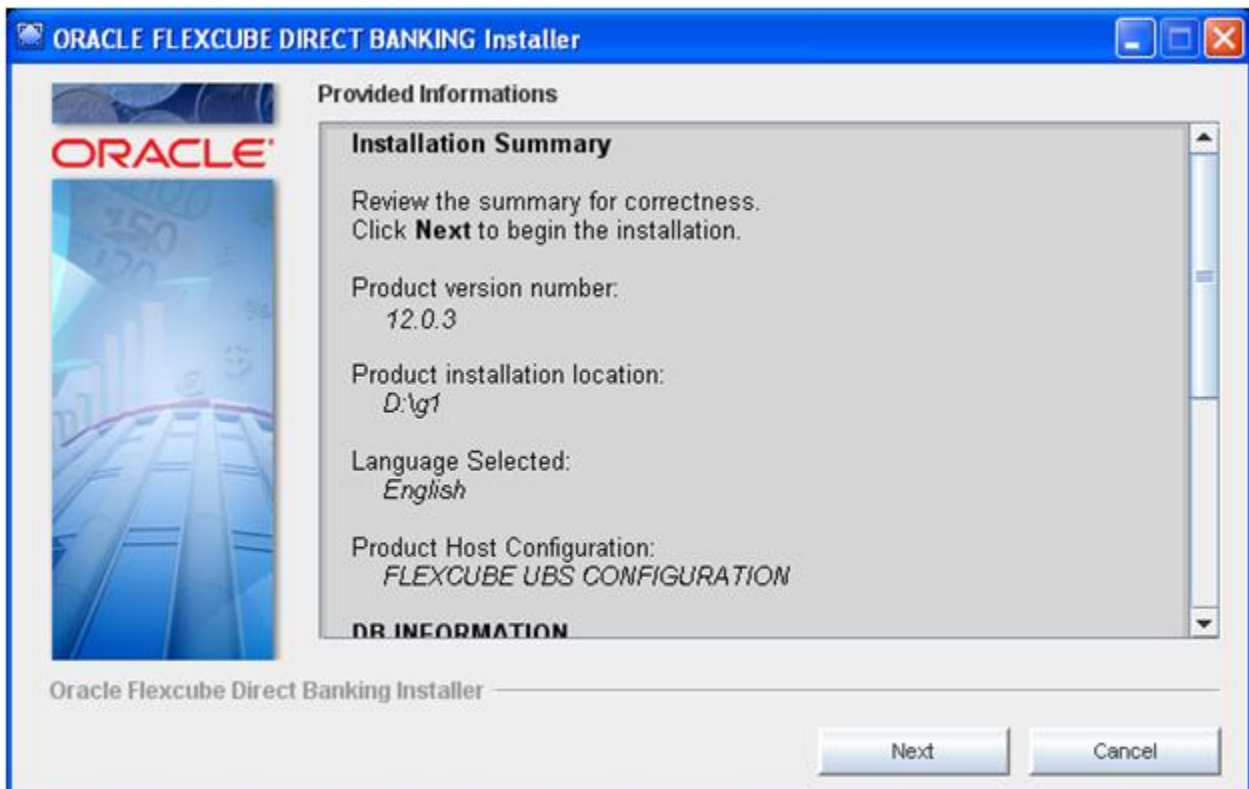 ORACLE FLEXCUBE DIRECT BANKING Installer
ORACLE
Provided Informations
Installation Summary
Review the summary for correctness.
Click Next to begin the installation.
Product version number:
12.0.3
Product installation location:
D:\g1
Language Selected:
English
Product Host Configuration:
FLEXCUBE UBS CONFIGURATION
DB INFORMATION
Oracle Flexcube Direct Banking Installer
Next
Cancel